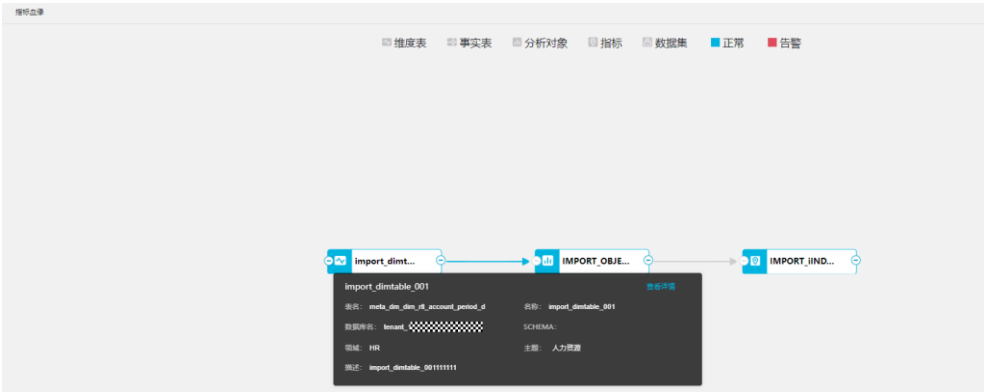 指标血缘
维度表 事实表 分析对象 指标 数据集 正常 告警
import_dimt... IMPORT_OBJE... IMPORT_iIND...
import_dimtable_001 查看详情
表名: meta_dm_dim_rtl_account_period_d 名称: import_dimtable_001
数据库名: tenant_ SCHEMA:
领域: HR 主题: 人力资源
描述: import_dimtable_001111111